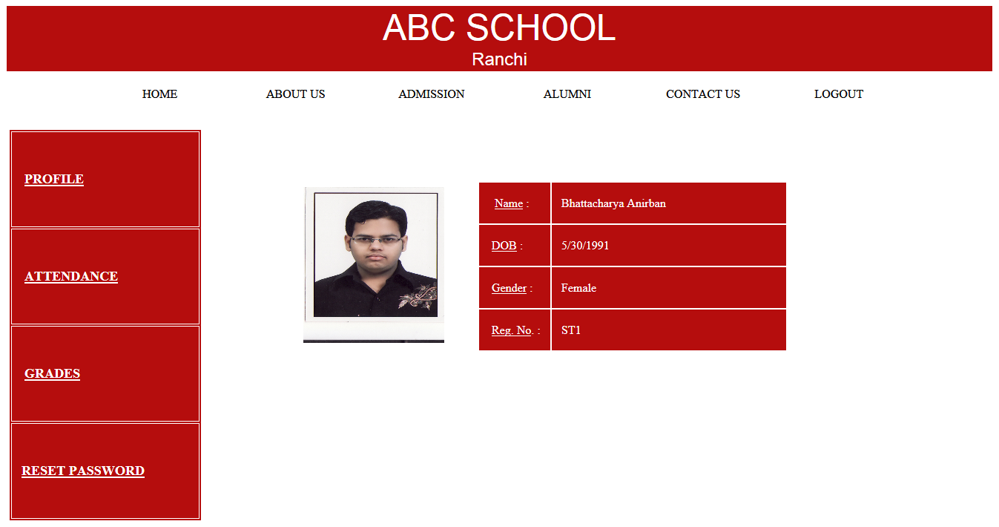 ABC SCHOOL
Ranchi
HOME ABOUT US ADMISSION ALUMNI CONTACT US LOGOUT
PROFILE
ATTENDANCE
GRADES
RESET PASSWORD
Name : Bhattacharya Anirban
DOB : 5/30/1991
Gender : Female
Reg. No. : ST1